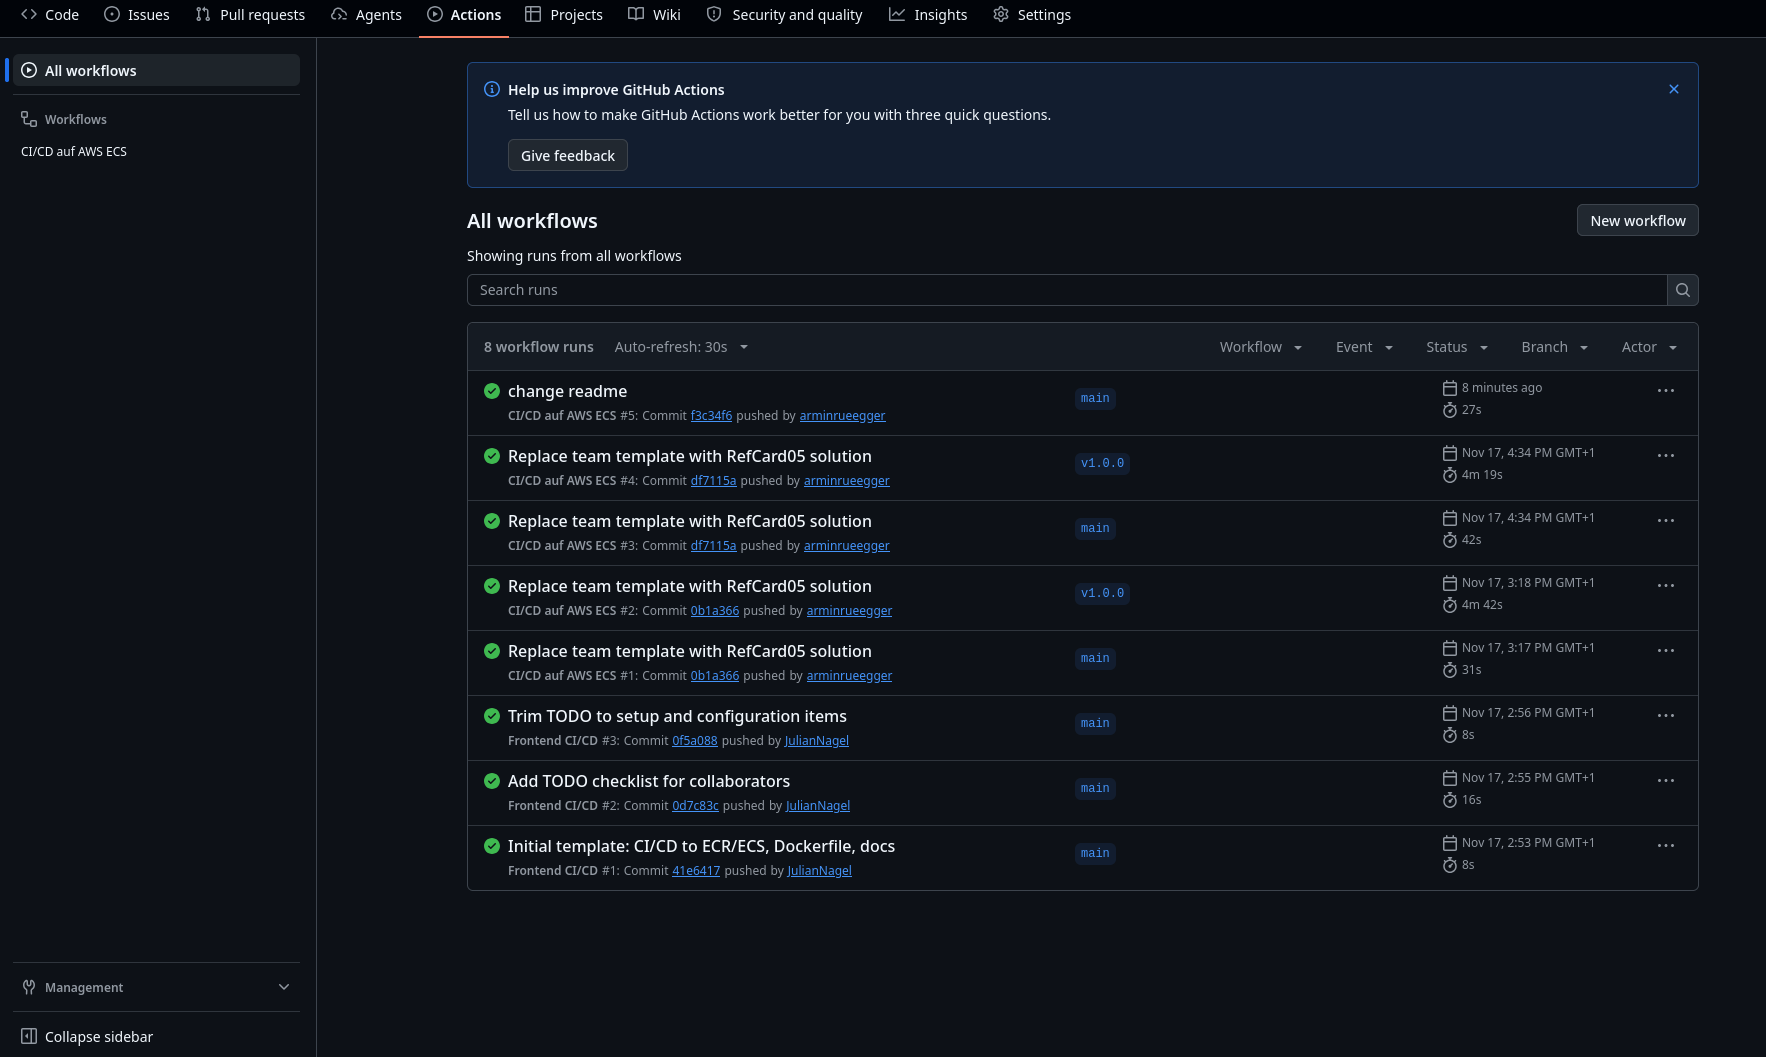 Code Issues Pull requests Agents Actions Projects Wiki Security and quality Insights Settings
All workflows
Workflows
CI/CD auf AWS ECS
Management
Collapse sidebar
Help us improve GitHub Actions
Tell us how to make GitHub Actions work better for you with three quick questions.
Give feedback
All workflows
New workflow
Showing runs from all workflows
Search runs
8 workflow runs Auto-refresh: 30s Workflow Event Status Branch Actor
change readme
CI/CD auf AWS ECS #5: Commit f3c34f6 pushed by arminrueegger
main
8 minutes ago
27s
Replace team template with RefCard05 solution
CI/CD auf AWS ECS #4: Commit df7115a pushed by arminrueegger
v1.0.0
Nov 17, 4:34 PM GMT+1
4m 19s
Replace team template with RefCard05 solution
CI/CD auf AWS ECS #3: Commit df7115a pushed by arminrueegger
main
Nov 17, 4:34 PM GMT+1
42s
Replace team template with RefCard05 solution
CI/CD auf AWS ECS #2: Commit 0b1a366 pushed by arminrueegger
v1.0.0
Nov 17, 3:18 PM GMT+1
4m 42s
Replace team template with RefCard05 solution
CI/CD auf AWS ECS #1: Commit 0b1a366 pushed by arminrueegger
main
Nov 17, 3:17 PM GMT+1
31s
Trim TODO to setup and configuration items
Frontend CI/CD #3: Commit 0f5a088 pushed by JulianNagel
main
Nov 17, 2:56 PM GMT+1
8s
Add TODO checklist for collaborators
Frontend CI/CD #2: Commit 0d7c83c pushed by JulianNagel
main
Nov 17, 2:55 PM GMT+1
16s
Initial template: CI/CD to ECR/ECS, Dockerfile, docs
Frontend CI/CD #1: Commit 41e6417 pushed by JulianNagel
main
Nov 17, 2:53 PM GMT+1
8s